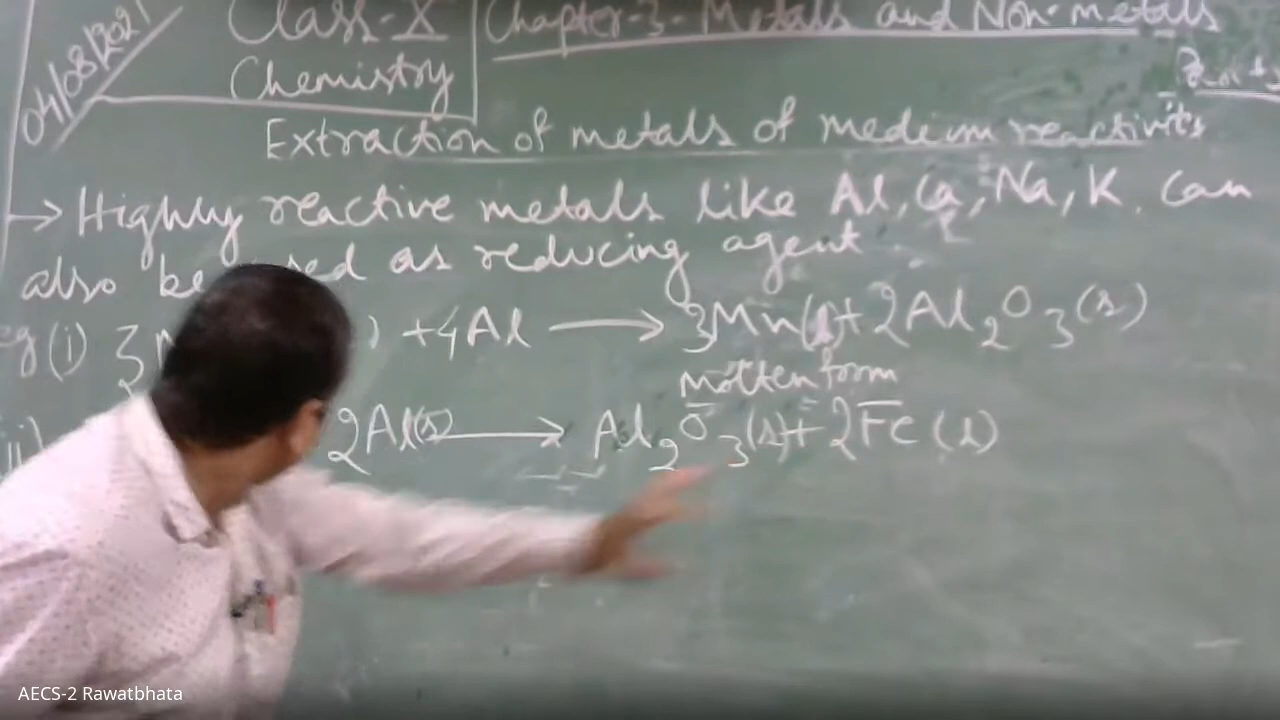 04/08/2021
Class-X
Chemistry
Chapter-3-Metals and Non-metals
Extraction of metals of medium reactivity
→ Highly reactive metals like Al, Ca, Na, K, can
also be used as reducing agent
eg (i) 3M ) + 4Al ⟶ 3Mn(l) + 2Al₂O₃(s)
Molten form
2Al(s) ⟶ Al₂O₃(s) + 2Fe(l)
AECS-2 Rawatbhata